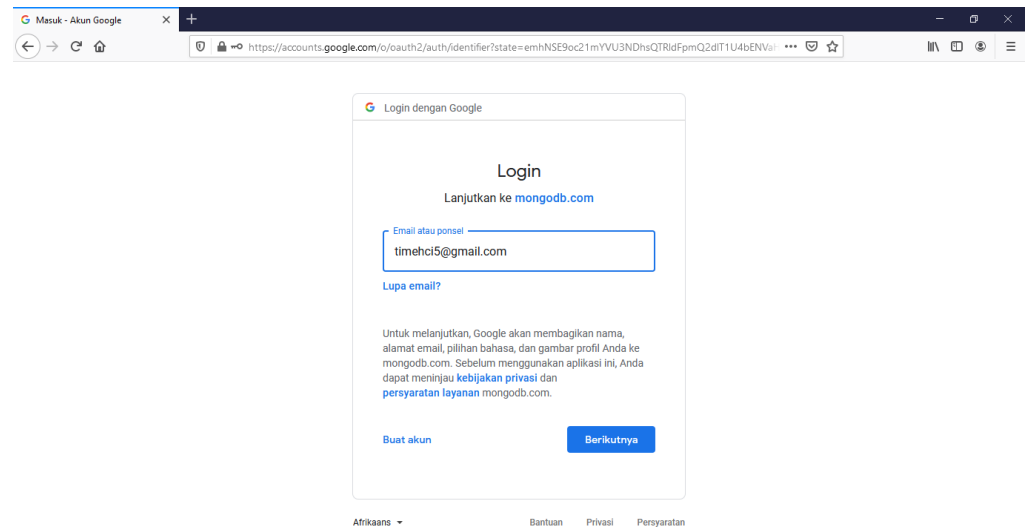 Masuk - Akun Google
https://accounts.google.com/o/oauth2/auth/identifier?state=emhNSE9oc21mYVU3NDhsQTRldFpmQ2dlT1U4bENVaH
Login dengan Google
Login
Lanjutkan ke mongodb.com
Email atau ponsel
timehci5@gmail.com
Lupa email?
Untuk melanjutkan, Google akan membagikan nama,
alamat email, pilihan bahasa, dan gambar profil Anda ke
mongodb.com. Sebelum menggunakan aplikasi ini, Anda
dapat meninjau kebijakan privasi dan
persyaratan layanan mongodb.com.
Buat akun
Berikutnya
Afrikaans
Bantuan
Privasi
Persyaratan